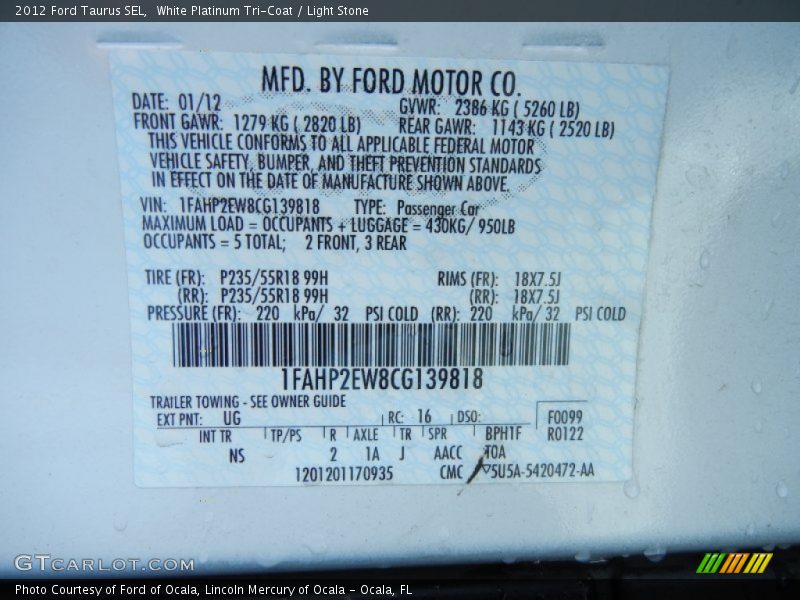 2012 Ford Taurus SEL,  White Platinum Tri-Coat / Light Stone
MFD. BY FORD MOTOR CO.
DATE: 01/12 GVWR: 2386 KG ( 5260 LB)
FRONT GAWR: 1279 KG ( 2820 LB) REAR GAWR: 1143 KG ( 2520 LB)
THIS VEHICLE CONFORMS TO ALL APPLICABLE FEDERAL MOTOR
VEHICLE SAFETY, BUMPER, AND THEFT PREVENTION STANDARDS
IN EFFECT ON THE DATE OF MANUFACTURE SHOWN ABOVE.
VIN: 1FAHP2EW8CG139818 TYPE: Passenger Car
MAXIMUM LOAD = OCCUPANTS + LUGGAGE = 430KG/ 950LB
OCCUPANTS = 5 TOTAL; 2 FRONT, 3 REAR
TIRE (FR): P235/55R18 99H RIMS (FR): 18X7.5J
(RR): P235/55R18 99H (RR): 18X7.5J
PRESSURE (FR): 220 kPa/ 32 PSI COLD (RR): 220 kPa/ 32 PSI COLD
1FAHP2EW8CG139818
TRAILER TOWING - SEE OWNER GUIDE
EXT PNT: UG RC: 16 DSO: F0099
INT TR TP/PS R AXLE TR SPR BPH1F R0122
NS 2 1A J AACC TOA
1201201170935 CMC 5U5A-5420472-AA
GTCarLot.com
Photo Courtesy of Ford of Ocala, Lincoln Mercury of Ocala - Ocala, FL